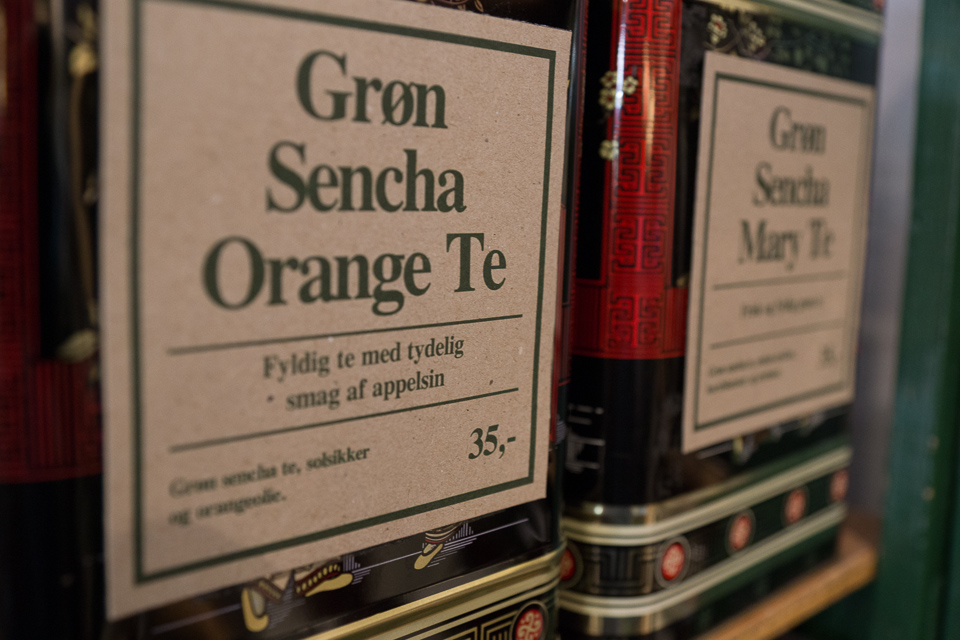 Grøn
Sencha
Orange Te
Fyldig te med tydelig
smag af appelsin
Grøn sencha te, solsikker
og orangeolie.
35,-
Grøn
Sencha
Mary Te